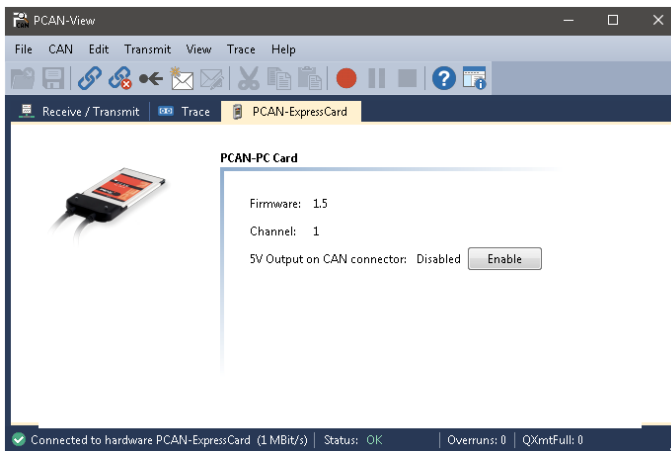 PCAN-View
File CAN Edit Transmit View Trace Help
Receive / Transmit Trace PCAN-ExpressCard
PCAN-PC Card
Firmware: 1.5
Channel: 1
5V Output on CAN connector: Disabled Enable
Connected to hardware PCAN-ExpressCard (1 MBit/s) Status: OK Overruns: 0 QXmtFull: 0